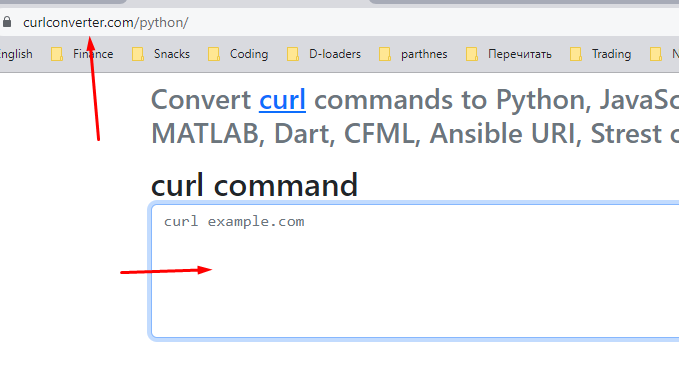 curlconverter.com/python/
nglish Finance Snacks Coding D-loaders parthnes Перечитать Trading N
Convert curl commands to Python, JavaSc
MATLAB, Dart, CFML, Ansible URI, Strest o
curl command
curl example.com